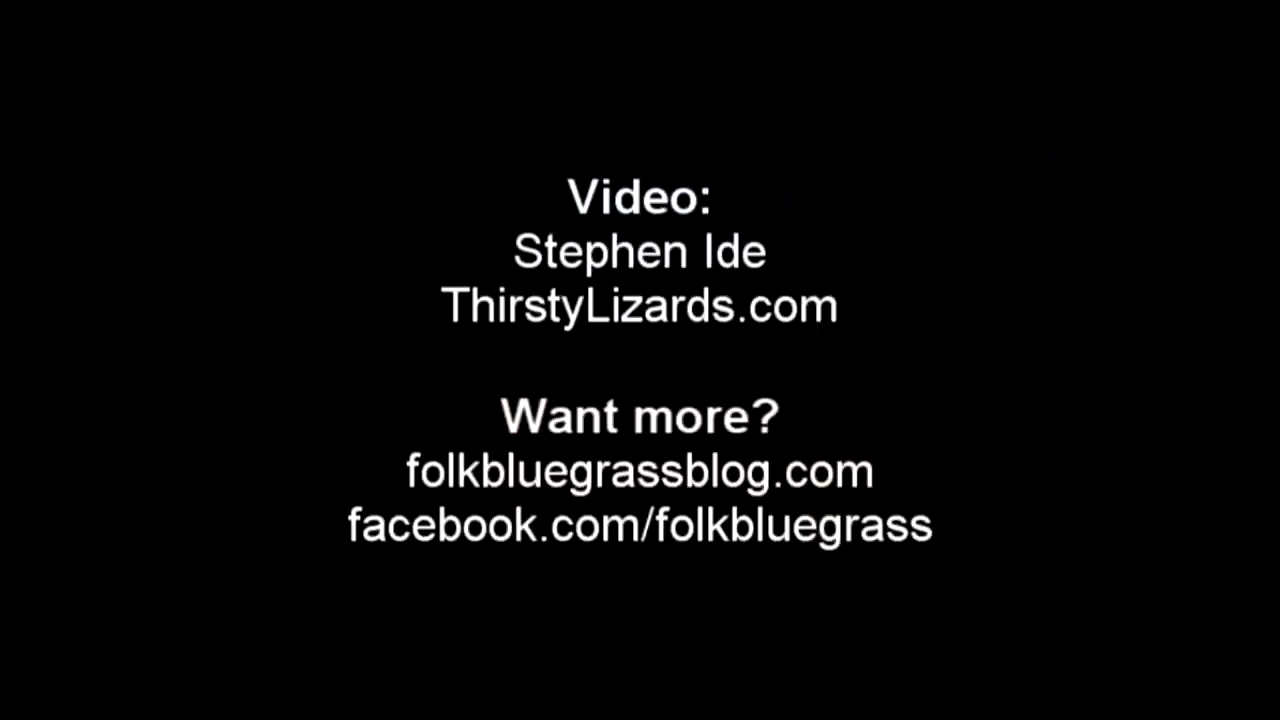 Video:
Stephen Ide
ThirstyLizards.com
Want more?
folkbluegrassblog.com
facebook.com/folkbluegrass